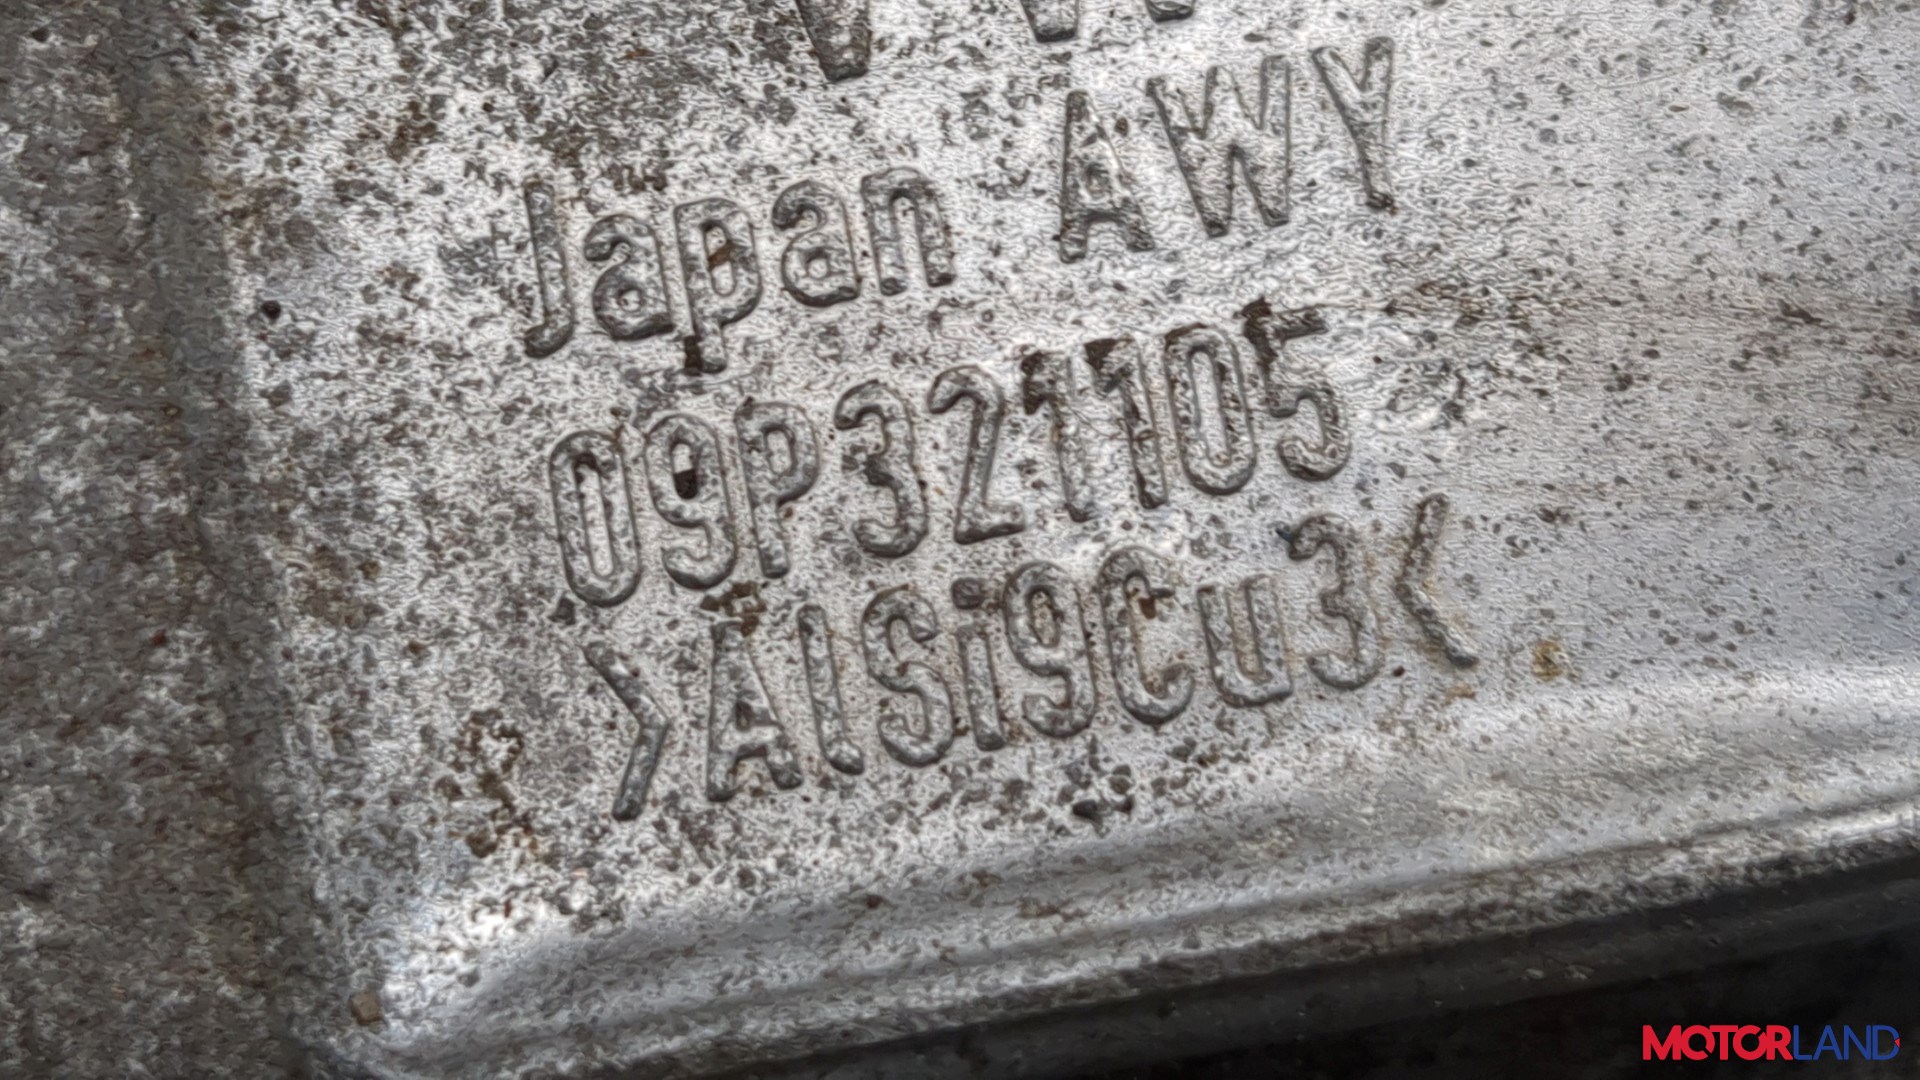 Japan AWY
09P321105
>AlSi9Cu3<
MOTORLAND